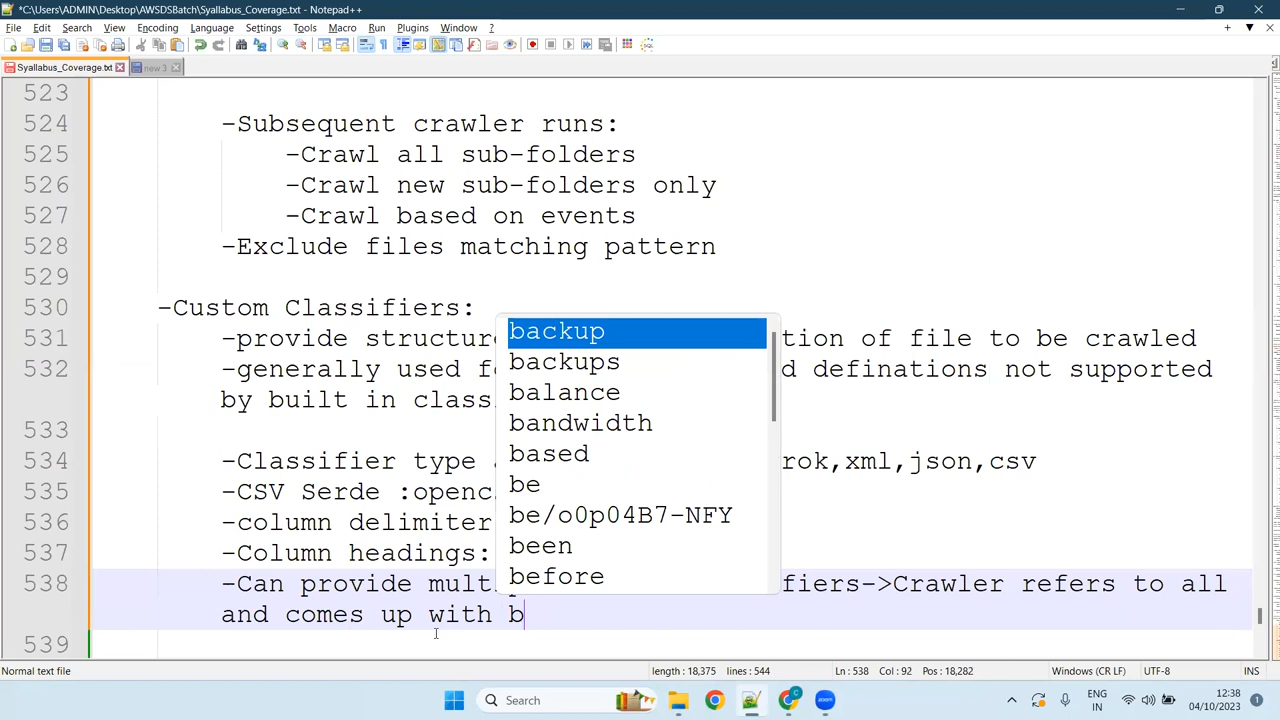 *C:\Users\ADMIN\Desktop\AWSDSBatch\Syallabus_Coverage.txt - Notepad++
File Edit Search View Encoding Language Settings Tools Macro Run Plugins Window ?
Syallabus_Coverage.txt new 3
523
524 -Subsequent crawler runs:
525 -Crawl all sub-folders
526 -Crawl new sub-folders only
527 -Crawl based on events
528 -Exclude files matching pattern
529
530 -Custom Classifiers:
531 -provide structure tion of file to be crawled
532 -generally used f d definations not supported
by built in class
533
534 -Classifier type rok,xml,json,csv
535 -CSV Serde :openc
536 -column delimiter
537 -Column headings:
538 -Can provide mult fiers->Crawler refers to all
and comes up with b
539
backup
backups
balance
bandwidth
based
be
be/o0p04B7-NFY
been
before
Normal text file length : 18,375 lines : 544 Ln : 538 Col : 92 Pos : 18,282 Windows (CR LF) UTF-8 INS
Search
ENG
IN
12:38
04/10/2023